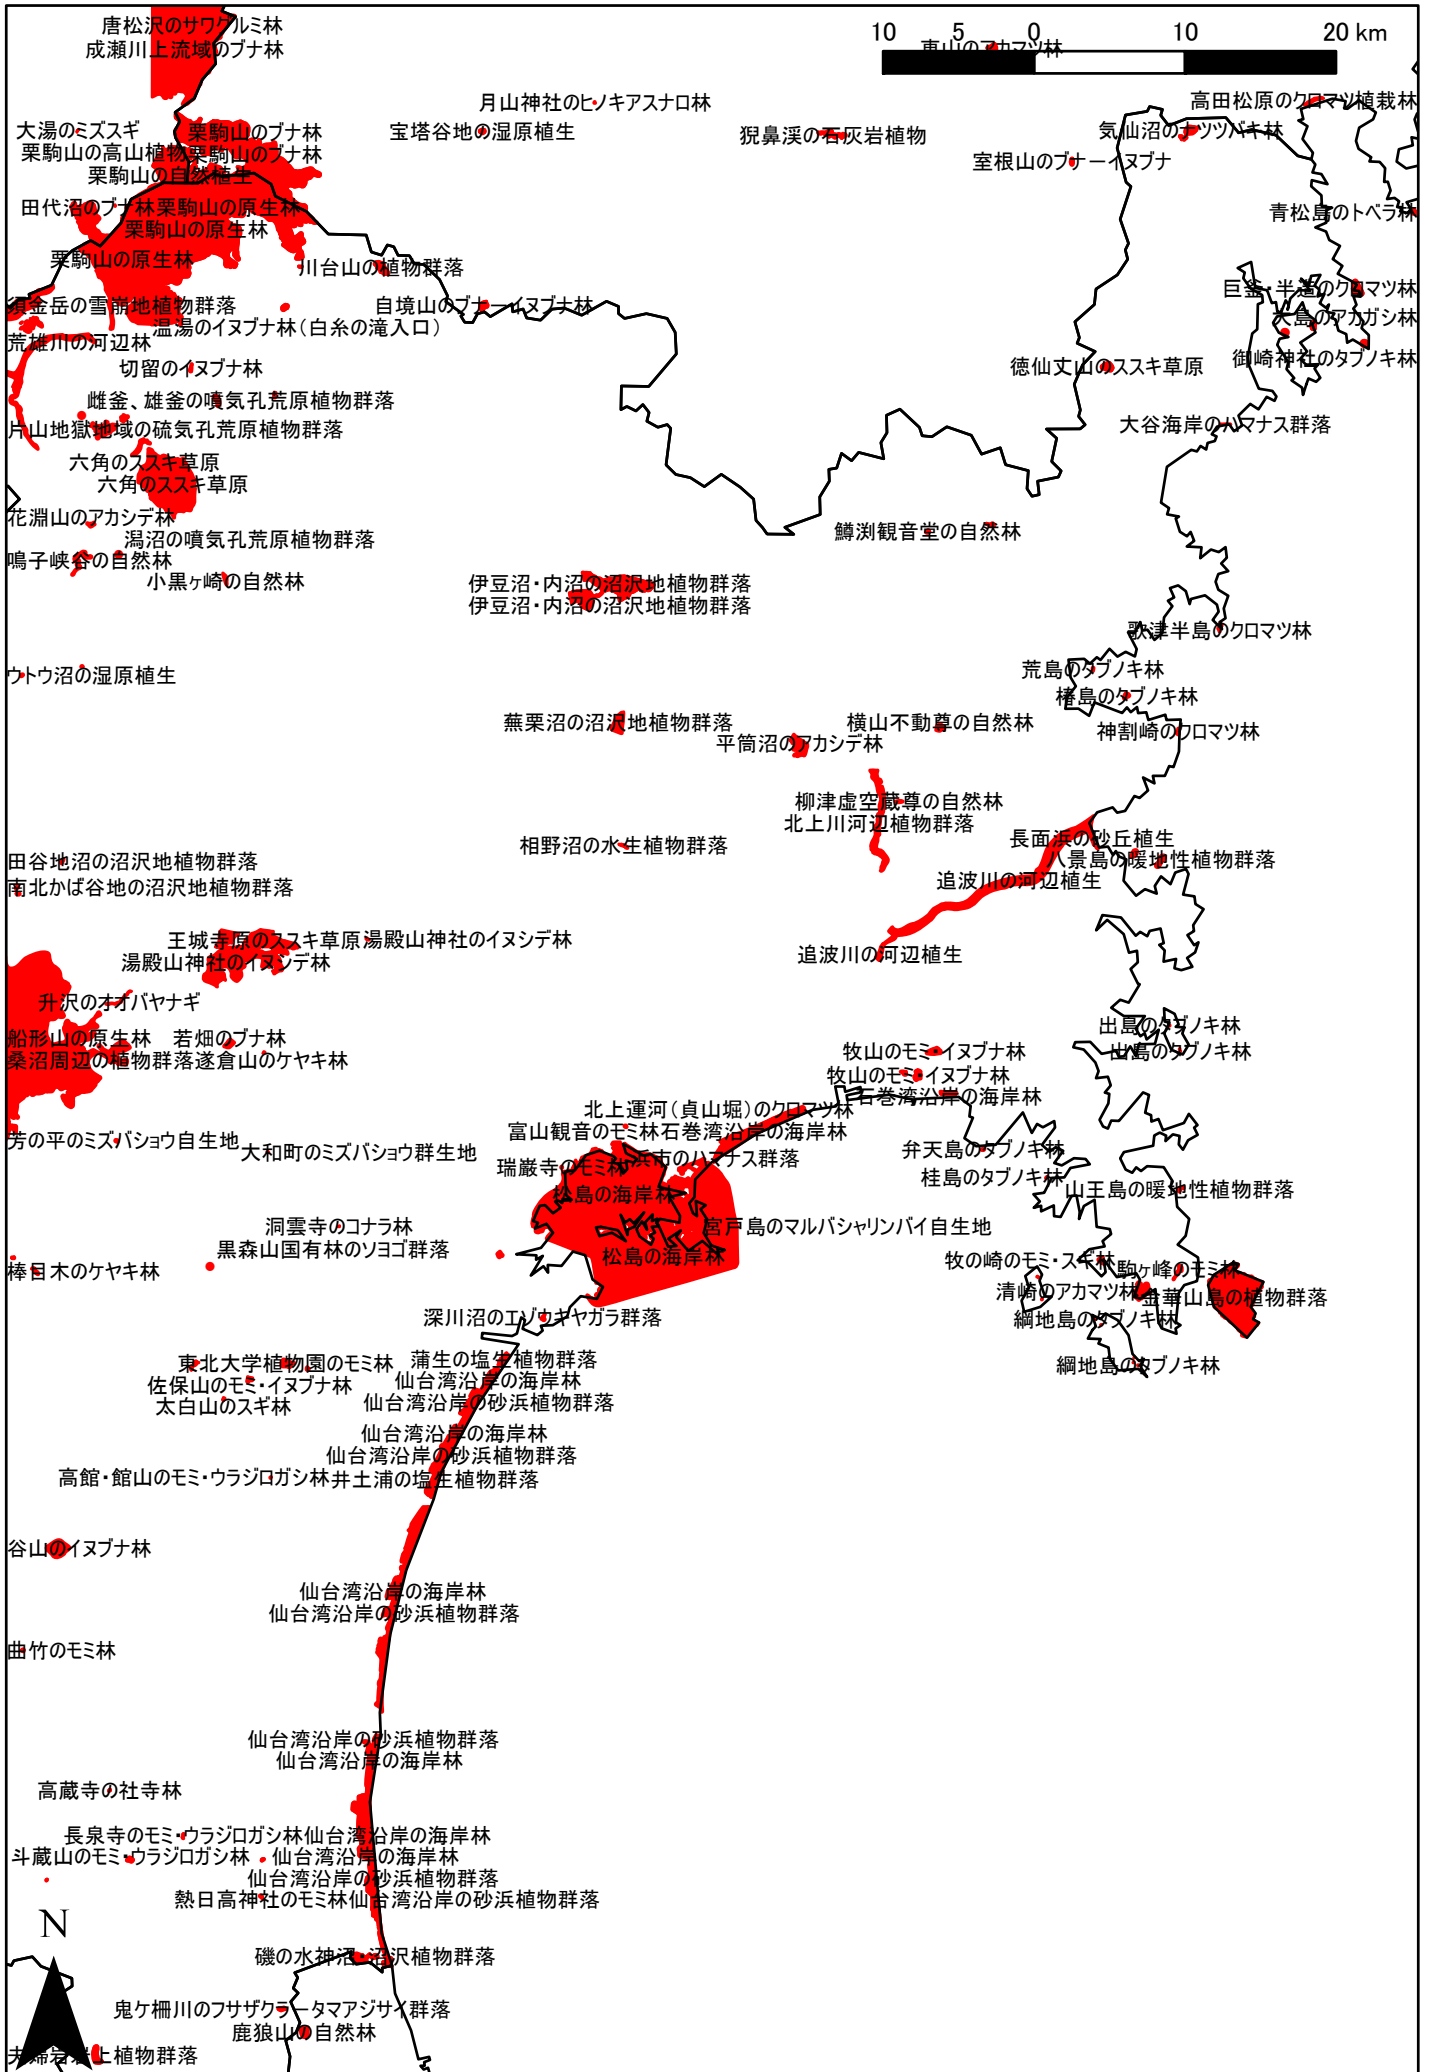 唐松沢のサワグルミ林
成瀬川上流域のブナ林
10 5 0 10 20 km
東山のアカマツ林
月山神社のヒノキアスナロ林
高田松原のクロマツ植栽林
大湯のミズスギ
栗駒山のブナ林
宝塔谷地の湿原植生
猊鼻渓の石灰岩植物
気仙沼のナツツバキ林
栗駒山の高山植物
栗駒山のブナ林
室根山のブナーイヌブナ
栗駒山の自然植生
田代沼のブナ林
栗駒山の原生林
青松島のトベラ林
栗駒山の原生林
栗駒山の原生林
川台山の植物群落
巨釜・半造のクロマツ林
須金岳の雪崩地植物群落
自境山のブナーイヌブナ林
大島のアカガシ林
温湯のイヌブナ林(白糸の滝入口)
荒雄川の河辺林
御崎神社のタブノキ林
切留のイヌブナ林
徳仙丈山のススキ草原
雌釜、雄釜の噴気孔荒原植物群落
大谷海岸のハマナス群落
片山地獄地域の硫気孔荒原植物群落
六角のススキ草原
六角のススキ草原
花淵山のアカシデ林
鱒渕観音堂の自然林
潟沼の噴気孔荒原植物群落
鳴子峡谷の自然林
小黒ヶ崎の自然林
伊豆沼・内沼の沼沢地植物群落
伊豆沼・内沼の沼沢地植物群落
歌津半島のクロマツ林
荒島のタブノキ林
ウトウ沼の湿原植生
椿島のタブノキ林
蕪栗沼の沼沢地植物群落
横山不動尊の自然林
神割崎のクロマツ林
平筒沼のアカシデ林
柳津虚空蔵尊の自然林
北上川河辺植物群落
長面浜の砂丘植生
相野沼の水生植物群落
八景島の暖地性植物群落
田谷地沼の沼沢地植物群落
追波川の河辺植生
南北かば谷地の沼沢地植物群落
王城寺原のススキ草原
湯殿山神社のイヌシデ林
追波川の河辺植生
湯殿山神社のイヌシデ林
升沢のオオバヤナギ
出島のタブノキ林
船形山の原生林
若畑のブナ林
牧山のモミ・イヌブナ林
出島のタブノキ林
桑沼周辺の植物群落
遂倉山のケヤキ林
牧山のモミ・イヌブナ林
石巻湾沿岸の海岸林
北上運河(貞山堀)のクロマツ林
富山観音のモミ林
石巻湾沿岸の海岸林
芳の平のミズバショウ自生地
大和町のミズバショウ群生地
弁天島のタブノキ林
浜市のハマナス群落
瑞巌寺のモミ林
桂島のタブノキ林
松島の海岸林
山王島の暖地性植物群落
洞雲寺のコナラ林
宮戸島のマルバシャリンバイ自生地
黒森山国有林のソヨゴ群落
松島の海岸林
牧の崎のモミ・スギ林
棒目木のケヤキ林
駒ヶ峰のモミ林
清崎のアカマツ林
金華山島の植物群落
深川沼のエゾウキヤガラ群落
網地島のタブノキ林
東北大学植物園のモミ林
蒲生の塩生植物群落
網地島のタブノキ林
佐保山のモミ・イヌブナ林
仙台湾沿岸の海岸林
太白山のスギ林
仙台湾沿岸の砂浜植物群落
仙台湾沿岸の海岸林
仙台湾沿岸の砂浜植物群落
高館・館山のモミ・ウラジロガシ林
井土浦の塩生植物群落
谷山のイヌブナ林
仙台湾沿岸の海岸林
仙台湾沿岸の砂浜植物群落
曲竹のモミ林
仙台湾沿岸の砂浜植物群落
仙台湾沿岸の海岸林
高蔵寺の社寺林
長泉寺のモミ・ウラジロガシ林
仙台湾沿岸の海岸林
斗蔵山のモミ・ウラジロガシ林
仙台湾沿岸の海岸林
仙台湾沿岸の砂浜植物群落
熱日高神社のモミ林
仙台湾沿岸の砂浜植物群落
N
磯の水神沼・沼沢植物群落
鬼ケ柵川のフサザクラータマアジサイ群落
鹿狼山の自然林
夫婦岩岩上植物群落